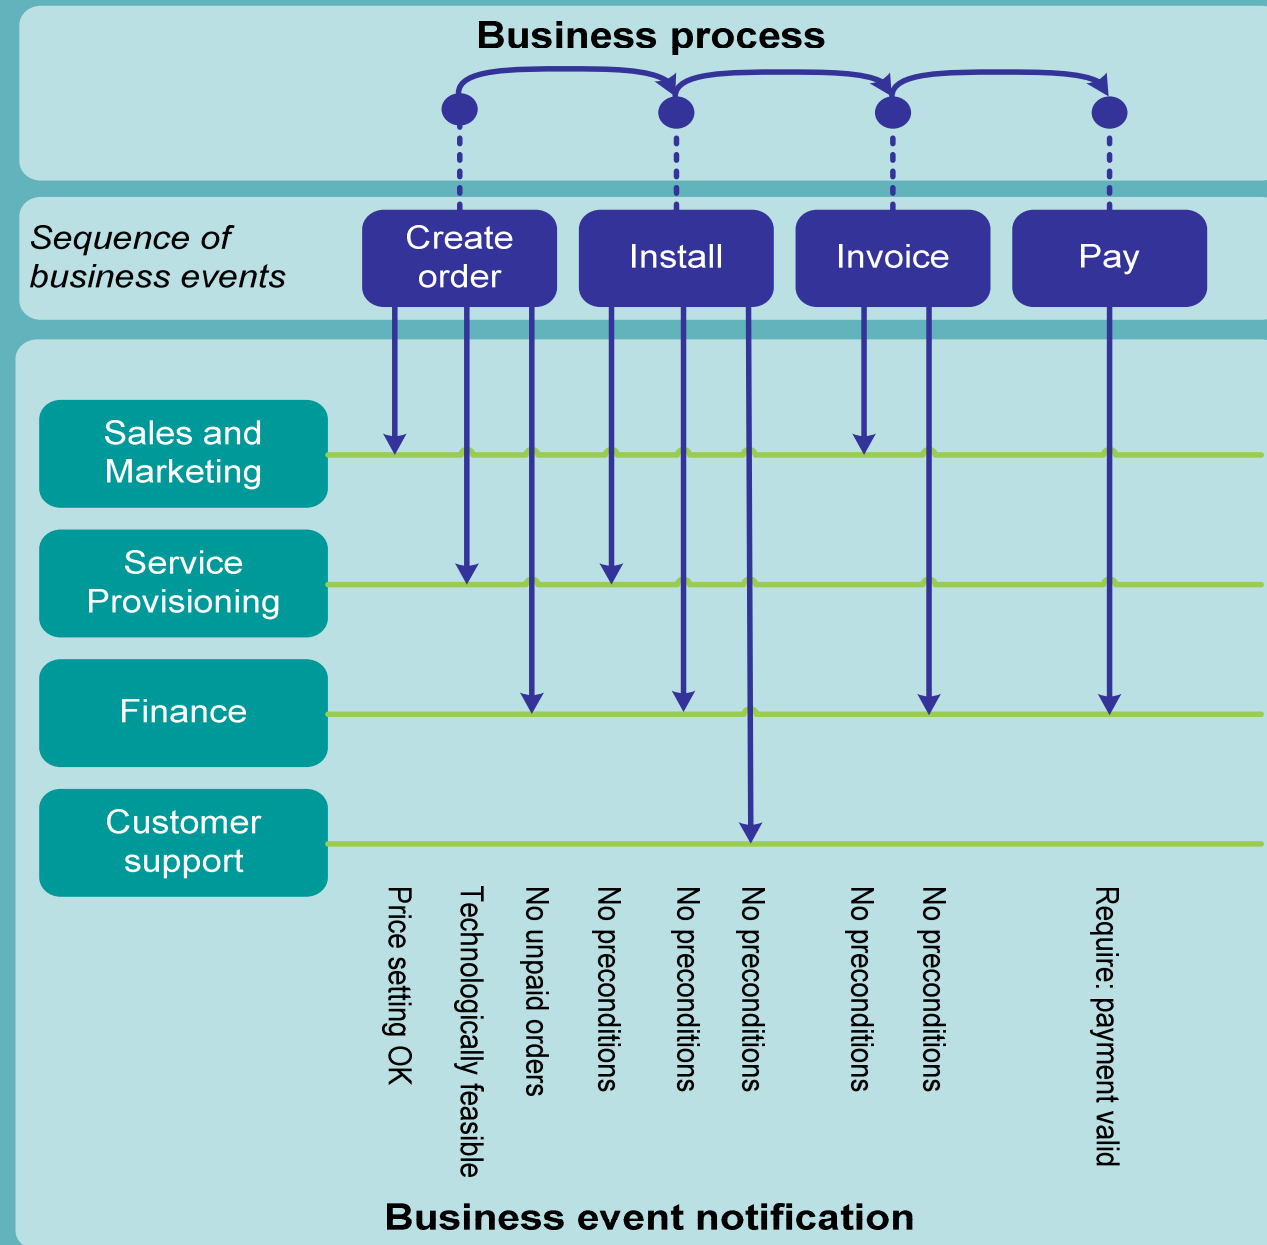 Business process
Sequence of
business events
Create
order
Install
Invoice
Pay
Sales and
Marketing
Service
Provisioning
Finance
Customer
support
Price setting OK
Technologically feasible
No unpaid orders
No preconditions
No preconditions
No preconditions
No preconditions
No preconditions
Require: payment valid
Business event notification